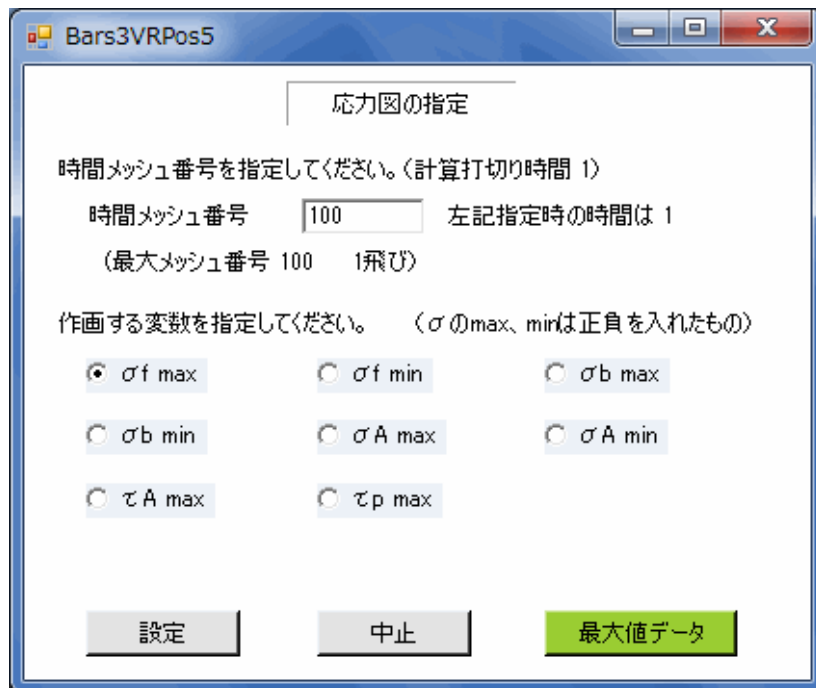 Bars3VRPos5
応力図の指定
時間メッシュ番号を指定してください。(計算打切り時間 1)
時間メッシュ番号 100 左記指定時の時間は 1
(最大メッシュ番号 100 1飛び)
作画する変数を指定してください。 (σのmax、minは正負を入れたもの)
σf max σf min σb max
σb min σA max σA min
τA max τp max
設定 中止 最大値データ